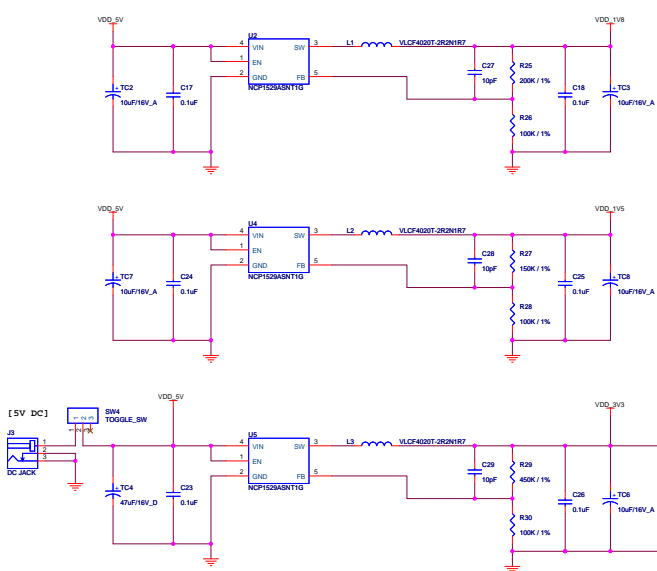 VDD_5V
VDD_1V8
U2
4 VIN SW 3
L1 VLCF4020T-2R2N1R7
1 EN
2 GND FB 5
NCP1529ASNT1G
TC2
10uF/16V_A
C17
0.1uF
C27
10pF
R25
200K / 1%
R26
100K / 1%
C18
0.1uF
TC3
10uF/16V_A
VDD_5V
VDD_1V5
U4
4 VIN SW 3
L2 VLCF4020T-2R2N1R7
1 EN
2 GND FB 5
NCP1529ASNT1G
TC7
10uF/16V_A
C24
0.1uF
C28
10pF
R27
150K / 1%
R28
100K / 1%
C25
0.1uF
TC8
10uF/16V_A
[5V DC]
SW4
TOGGLE_SW
1 2 3
1 2 3
J3
1
2
3
DC JACK
VDD_5V
VDD_3V3
U5
4 VIN SW 3
L3 VLCF4020T-2R2N1R7
1 EN
2 GND FB 5
NCP1529ASNT1G
TC4
47uF/16V_D
C23
0.1uF
C29
10pF
R29
450K / 1%
R30
100K / 1%
C26
0.1uF
TC6
10uF/16V_A